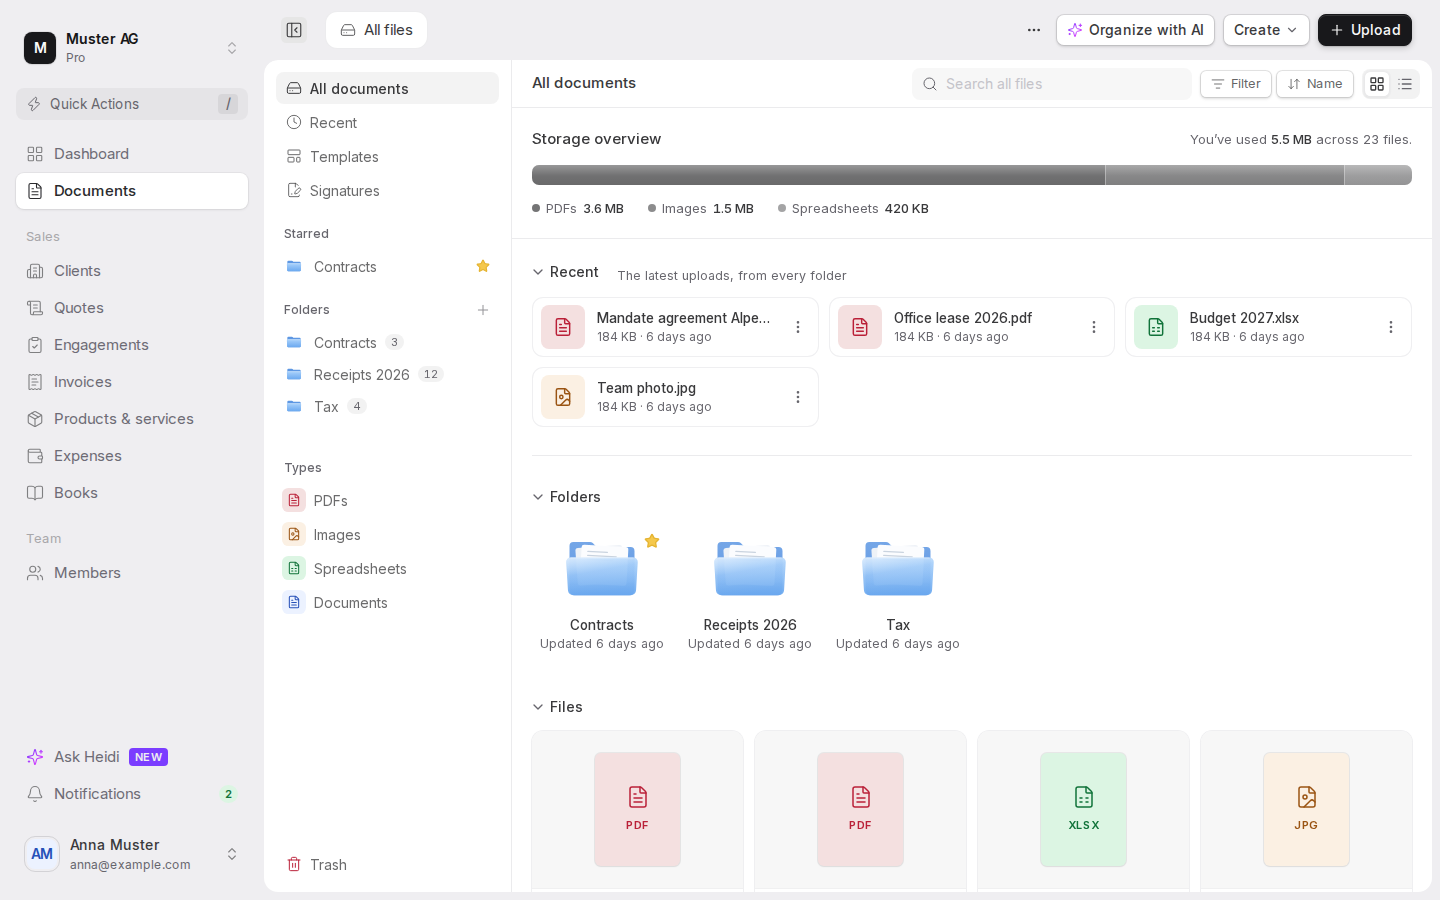 M
Muster AG
Pro
Quick Actions /
Dashboard
Documents
Sales
Clients
Quotes
Engagements
Invoices
Products & services
Expenses
Books
Team
Members
Ask Heidi NEW
Notifications 2
AM
Anna Muster
anna@example.com
All files
Organize with AI
Create
Upload
All documents
Recent
Templates
Signatures
Starred
Contracts
Folders
Contracts 3
Receipts 2026 12
Tax 4
Types
PDFs
Images
Spreadsheets
Documents
Trash
All documents
Search all files
Filter
Name
Storage overview
You've used 5.5 MB across 23 files.
PDFs 3.6 MB Images 1.5 MB Spreadsheets 420 KB
Recent The latest uploads, from every folder
Mandate agreement Alpe...
184 KB · 6 days ago
Office lease 2026.pdf
184 KB · 6 days ago
Budget 2027.xlsx
184 KB · 6 days ago
Team photo.jpg
184 KB · 6 days ago
Folders
Contracts
Updated 6 days ago
Receipts 2026
Updated 6 days ago
Tax
Updated 6 days ago
Files
PDF
PDF
XLSX
JPG